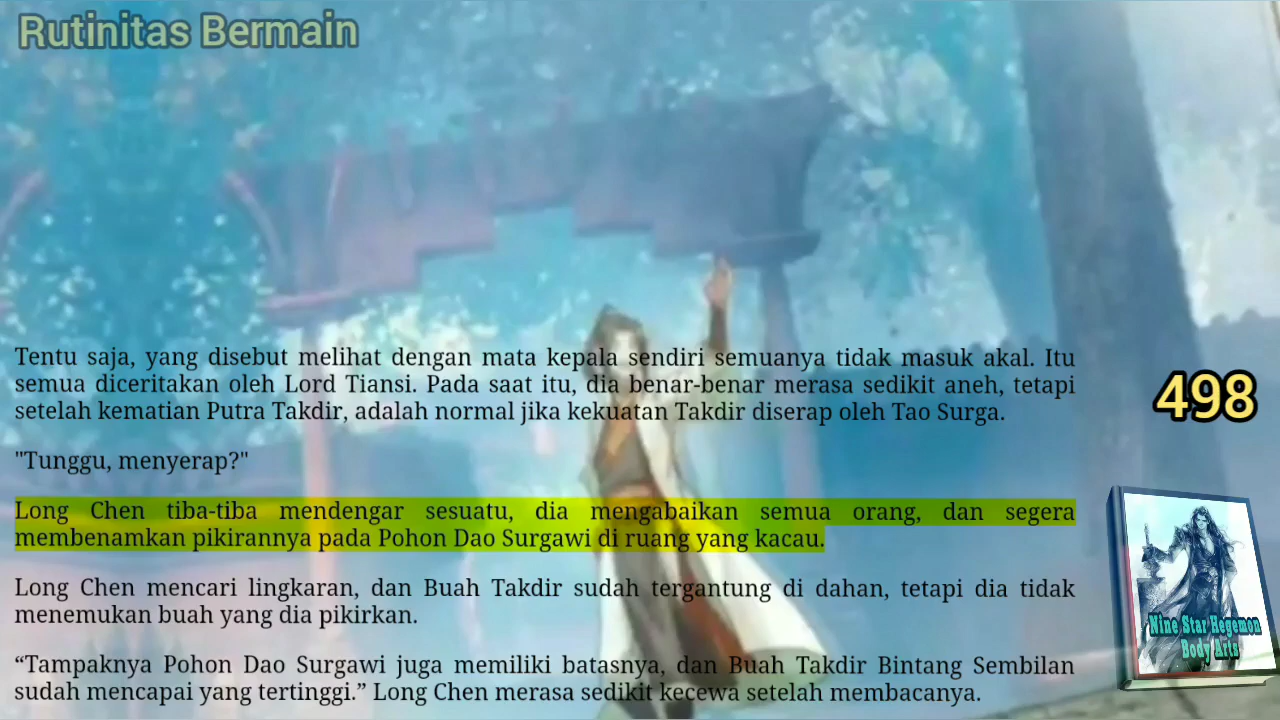 Rutinitas Bermain
Tentu saja, yang disebut melihat dengan mata kepala sendiri semuanya tidak masuk akal. Itu
semua diceritakan oleh Lord Tiansi. Pada saat itu, dia benar-benar merasa sedikit aneh, tetapi
setelah kematian Putra Takdir, adalah normal jika kekuatan Takdir diserap oleh Tao Surga.
"Tunggu, menyerap?"
Long Chen tiba-tiba mendengar sesuatu, dia mengabaikan semua orang, dan segera
membenamkan pikirannya pada Pohon Dao Surgawi di ruang yang kacau.
Long Chen mencari lingkaran, dan Buah Takdir sudah tergantung di dahan, tetapi dia tidak
menemukan buah yang dia pikirkan.
“Tampaknya Pohon Dao Surgawi juga memiliki batasnya, dan Buah Takdir Bintang Sembilan
sudah mencapai yang tertinggi.” Long Chen merasa sedikit kecewa setelah membacanya.
498
Nine Star Hegemon
Body Arts